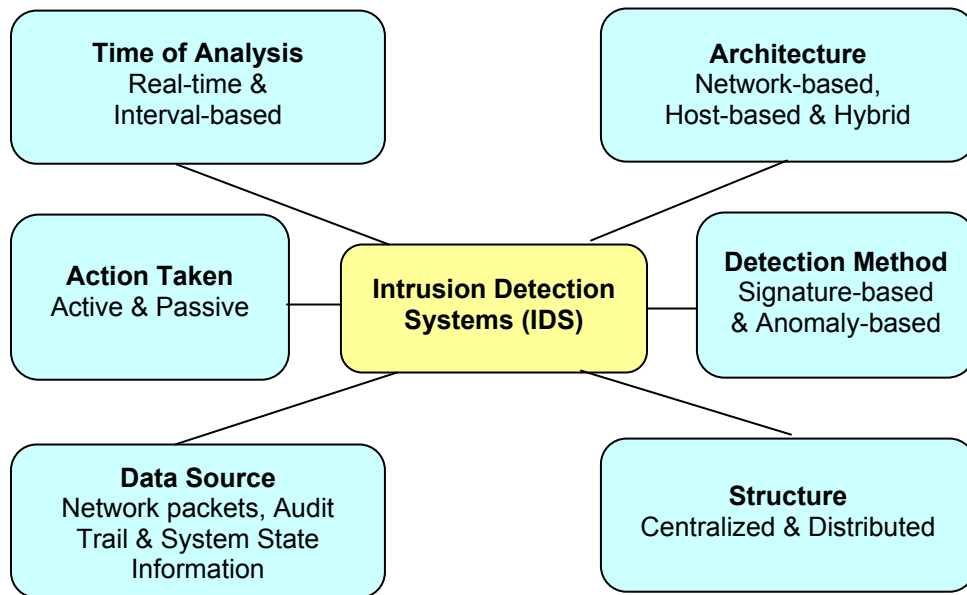 Time of Analysis
Real-time &
Interval-based
Architecture
Network-based,
Host-based & Hybrid
Action Taken
Active & Passive
Intrusion Detection
Systems (IDS)
Detection Method
Signature-based
& Anomaly-based
Data Source
Network packets, Audit
Trail & System State
Information
Structure
Centralized & Distributed